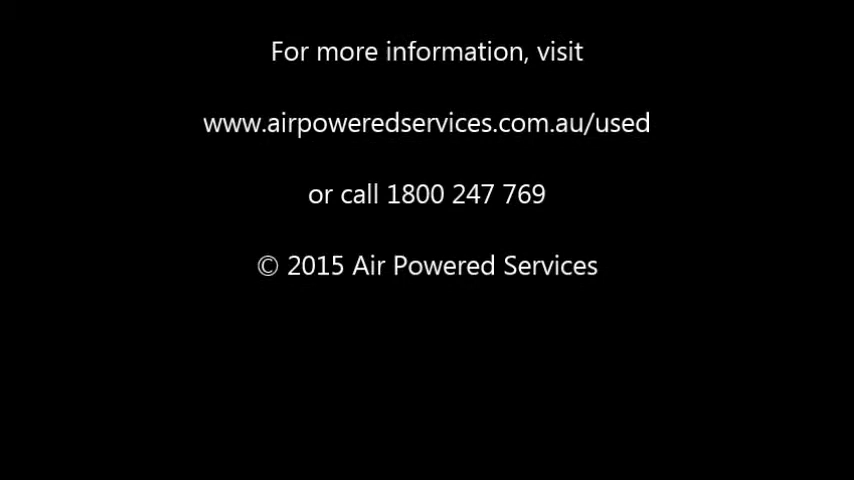 For more information, visit
www.airpoweredservices.com.au/used
or call 1800 247 769
© 2015 Air Powered Services